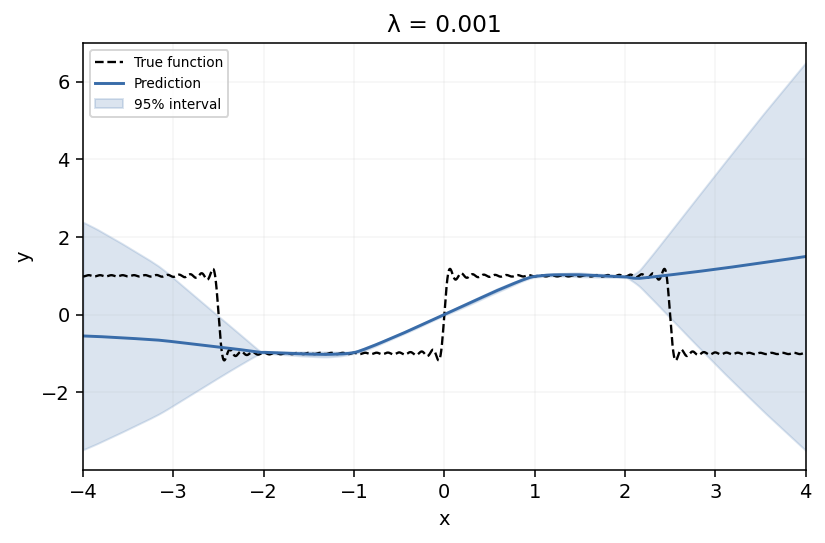 λ = 0.001
True function
Prediction
95% interval
y
6
4
2
0
−2
−4 −3 −2 −1 0 1 2 3 4
x